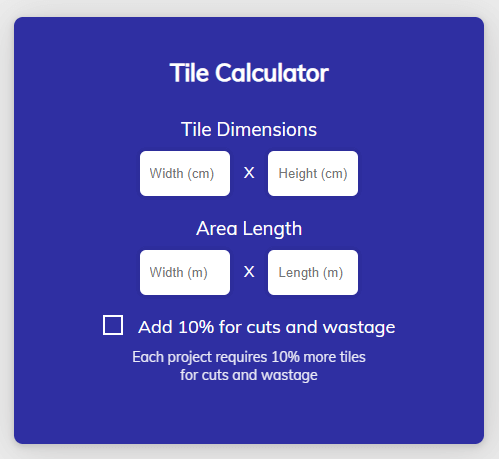 Tile Calculator
Tile Dimensions
Width (cm) X Height (cm)
Area Length
Width (m) X Length (m)
Add 10% for cuts and wastage
Each project requires 10% more tiles
for cuts and wastage